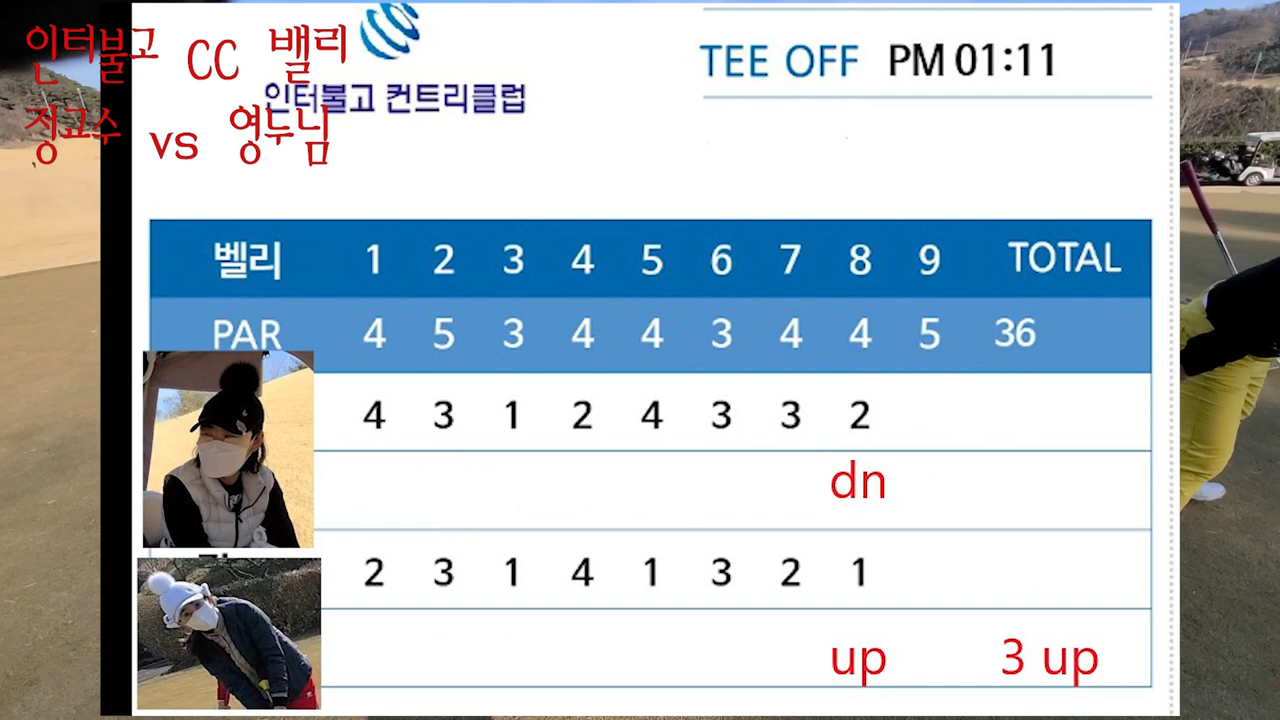 인터불고 CC 밸리
정교수 vs 영두님
인터불고 컨트리클럽
TEE OFF PM 01:11
벨리 1 2 3 4 5 6 7 8 9 TOTAL
PAR 4 5 3 4 4 3 4 4 5 36
4 3 1 2 4 3 3 2
dn
2 3 1 4 1 3 2 1
up 3 up